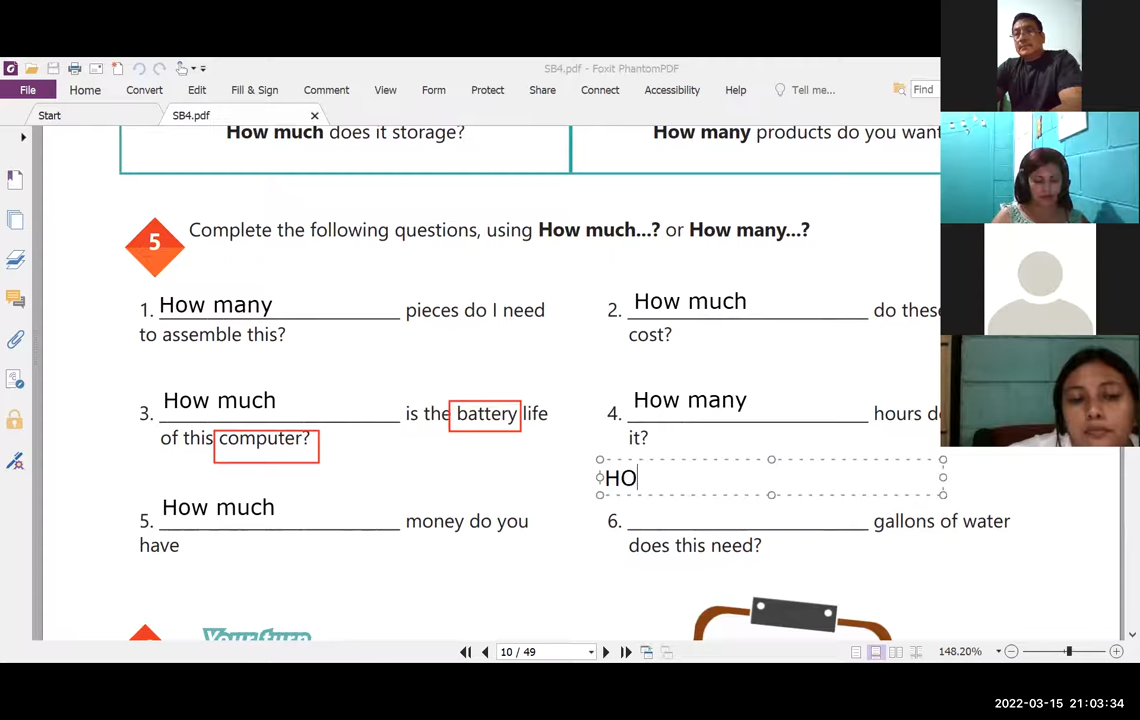 SB4.pdf - Foxit PhantomPDF
File Home Convert Edit Fill & Sign Comment View Form Protect Share Connect Accessibility Help Tell me... Find
Start SB4.pdf
How much does it storage? How many products do you want
5 Complete the following questions, using How much...? or How many...?
1. How many pieces do I need
to assemble this?
2. How much do these
cost?
3. How much is the battery life
of this computer?
4. How many hours
it?
HO
5. How much money do you
have
6. gallons of water
does this need?
Your turn
10 / 49 148.20%
2022-03-15 21:03:34